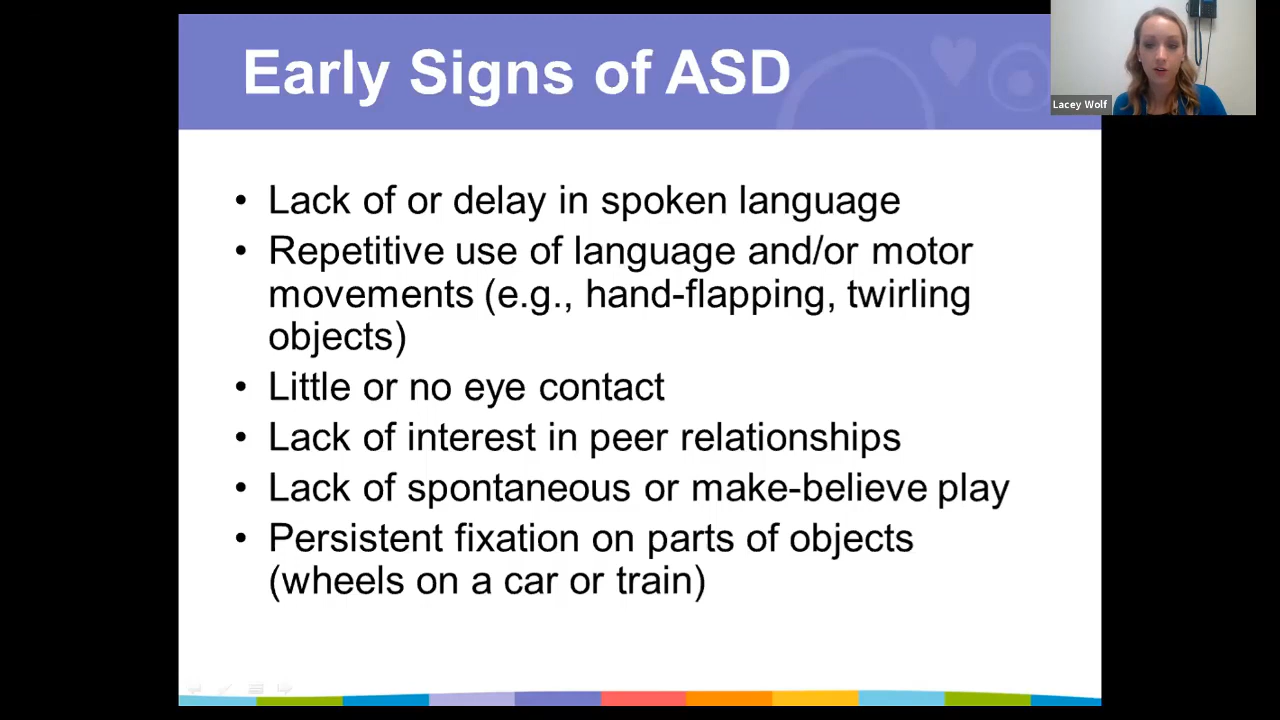 Early Signs of ASD
Lacey Wolf
• Lack of or delay in spoken language
• Repetitive use of language and/or motor
movements (e.g., hand-flapping, twirling
objects)
• Little or no eye contact
• Lack of interest in peer relationships
• Lack of spontaneous or make-believe play
• Persistent fixation on parts of objects
(wheels on a car or train)